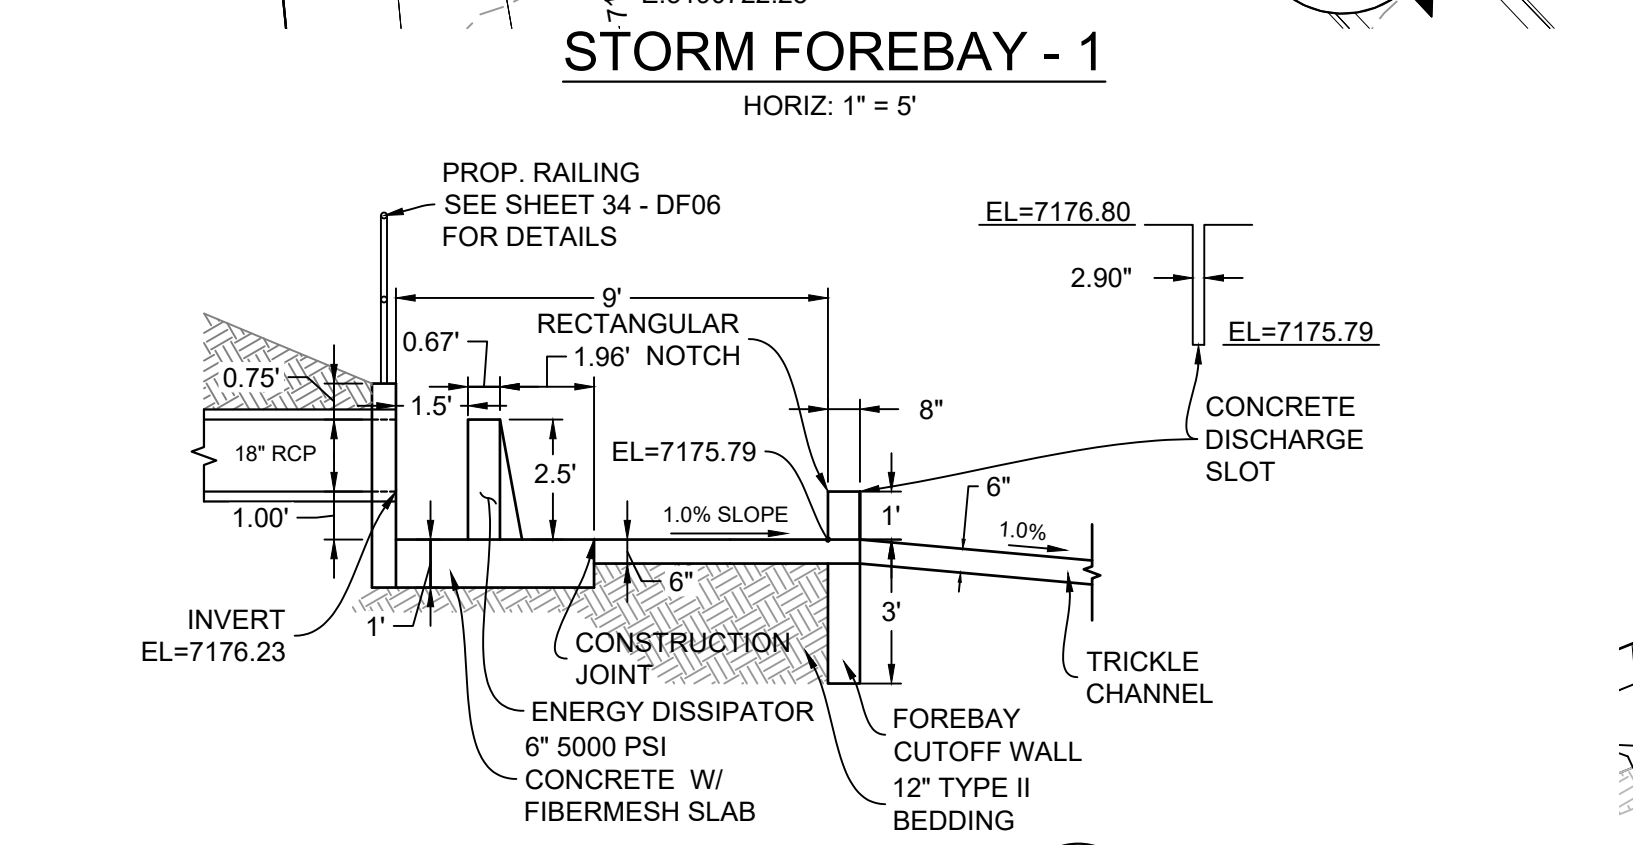 STORM FOREBAY - 1
HORIZ: 1" = 5'
PROP. RAILING
SEE SHEET 34 - DF06
FOR DETAILS
EL=7176.80
2.90"
EL=7175.79
9'
RECTANGULAR
NOTCH
0.67'
1.96'
0.75'
1.5'
8"
CONCRETE
DISCHARGE
SLOT
18" RCP
EL=7175.79
2.5'
6"
1.00'
1.0% SLOPE
1'
1.0%
6"
INVERT
EL=7176.23
1'
3'
CONSTRUCTION
JOINT
TRICKLE
CHANNEL
ENERGY DISSIPATOR
6" 5000 PSI
CONCRETE W/
FIBERMESH SLAB
FOREBAY
CUTOFF WALL
12" TYPE II
BEDDING